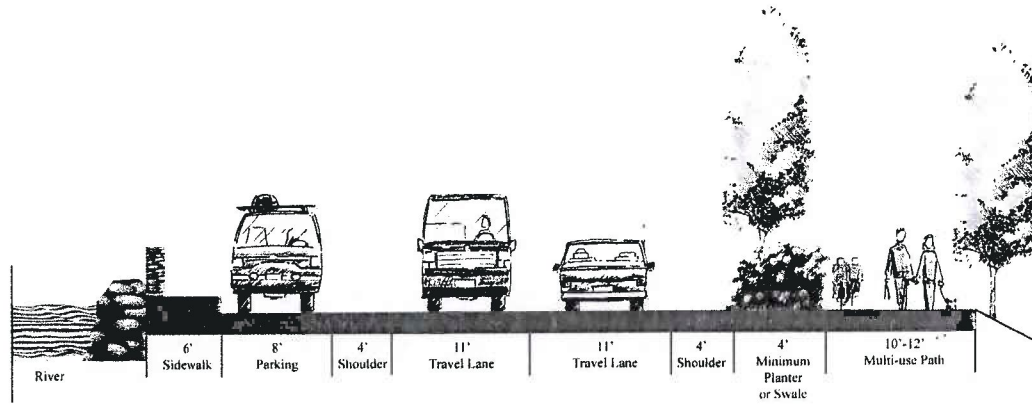 River
6'
Sidewalk
8'
Parking
4'
Shoulder
11'
Travel Lane
11'
Travel Lane
4'
Shoulder
4'
Minimum
Planter
or Swale
10'-12'
Multi-use Path